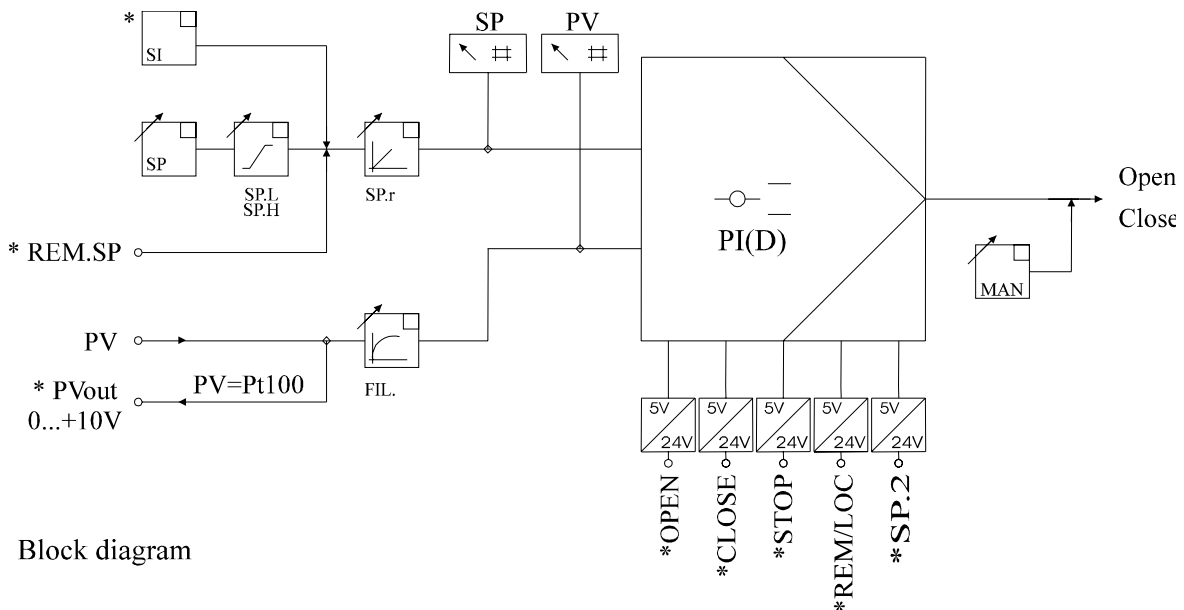 *
SI
SP
PV
SP
SP.L
SP.H
SP.r
* REM.SP
PI(D)
Open
Close
MAN
PV
* PVout
0...+10V
PV=Pt100
FIL.
5V
24V
5V
24V
5V
24V
5V
24V
5V
24V
*OPEN
*CLOSE
*STOP
*REM/LOC
*SP.2
Block diagram